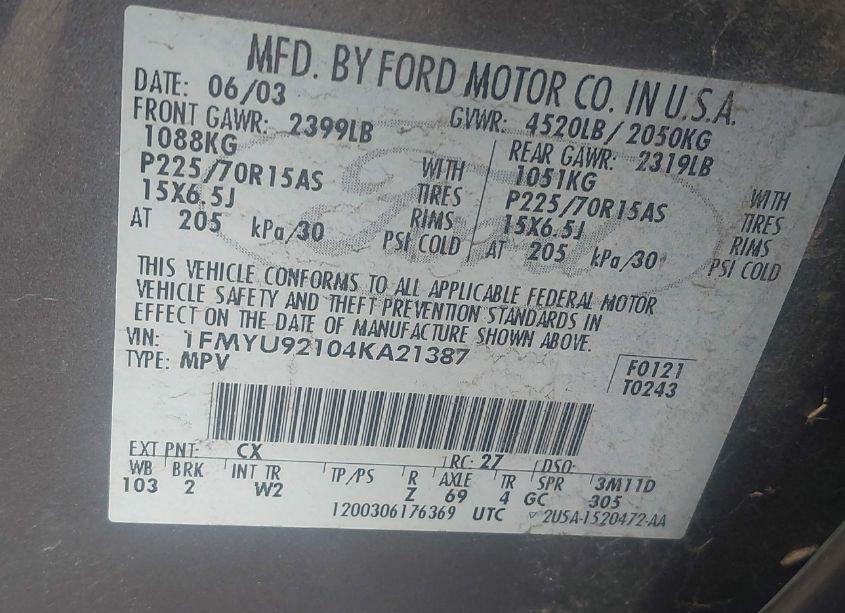 MFD. BY FORD MOTOR CO. IN U.S.A.
DATE: 06/03 GVWR: 4520LB/2050KG
FRONT GAWR: 2399LB REAR GAWR: 2319LB
1088KG WITH 1051KG WITH
P225/70R15AS TIRES P225/70R15AS TIRES
15X6.5J RIMS 15X6.5J RIMS
AT 205 kPa/30 PSI COLD AT 205 kPa/30 PSI COLD
THIS VEHICLE CONFORMS TO ALL APPLICABLE FEDERAL MOTOR
VEHICLE SAFETY AND THEFT PREVENTION STANDARDS IN
EFFECT ON THE DATE OF MANUFACTURE SHOWN ABOVE.
VIN: 1FMYU92104KA21387
TYPE: MPV
F0121
T0243
EXT PNT: CX RC: 27 DSO:
WB BRK INT TR TP/PS R AXLE TR SPR 3M11D
103 2 W2 Z 69 4 GC 305
1200306176369 UTC 2U5A-1520472-AA